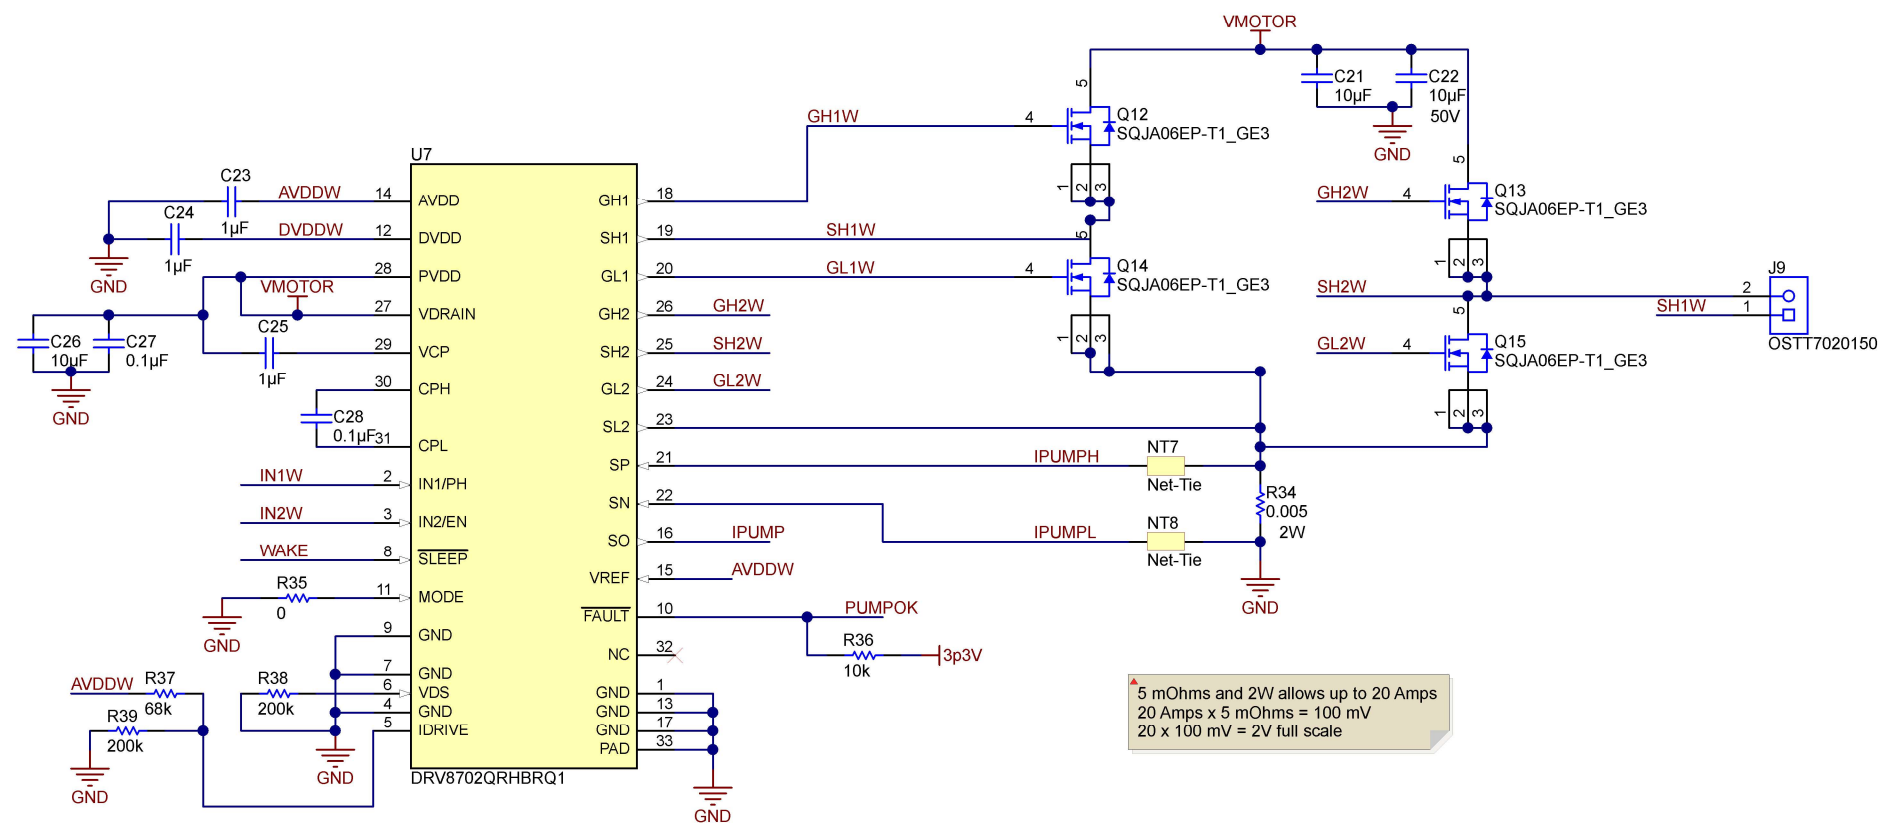 VMOTOR
C21
10µF
C22
10µF
50V
GND
5
GH1W
4
Q12
SQJA06EP-T1_GE3
1
2
3
5
GH2W
4
Q13
SQJA06EP-T1_GE3
1
2
3
U7
C23
1µF
AVDDW
14
AVDD
C24
1µF
DVDDW
12
DVDD
GND
28
PVDD
VMOTOR
27
VDRAIN
C25
1µF
29
VCP
C26
10µF
C27
0.1µF
GND
30
CPH
C28
0.1µF
31
CPL
IN1W
2
IN1/PH
IN2W
3
IN2/EN
WAKE
8
SLEEP
R35
0
11
MODE
GND
9
GND
7
GND
R38
200k
6
VDS
4
GND
5
IDRIVE
AVDDW
R37
68k
R39
200k
GND
GND
DRV8702QRHBRQ1
GH1
18
SH1
19
SH1W
5
GL1
20
GL1W
4
Q14
SQJA06EP-T1_GE3
1
2
3
GH2
26
GH2W
SH2
25
SH2W
GL2
24
GL2W
SL2
23
SP
21
IPUMPH
NT7
Net-Tie
SN
22
IPUMPL
NT8
Net-Tie
SO
16
IPUMP
VREF
15
AVDDW
FAULT
10
PUMPOK
R36
10k
3p3V
NC
32
GND
1
GND
13
GND
17
PAD
33
GND
R34
0.005
2W
GND
SH2W
5
GL2W
4
Q15
SQJA06EP-T1_GE3
1
2
3
J9
2
SH1W
1
OSTT7020150
5 mOhms and 2W allows up to 20 Amps
20 Amps x 5 mOhms = 100 mV
20 x 100 mV = 2V full scale